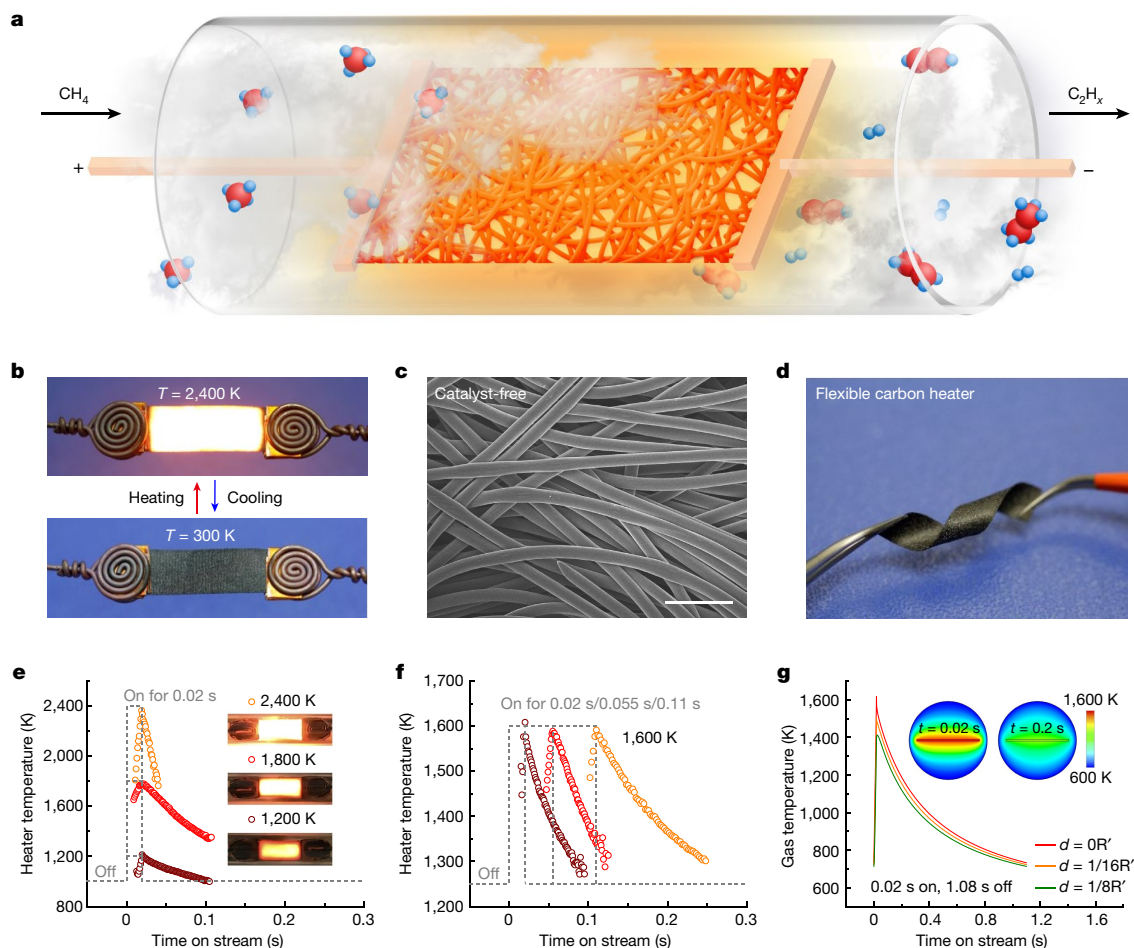 a
CH₄
C₂Hₓ
+
−
b
T = 2,400 K
Heating
Cooling
T = 300 K
c
Catalyst-free
d
Flexible carbon heater
e
On for 0.02 s
2,400 K
1,800 K
1,200 K
Off
2,600
2,400
2,000
1,600
1,200
800
Heater temperature (K)
0
0.1
0.2
0.3
Time on stream (s)
f
On for 0.02 s/0.055 s/0.11 s
1,600 K
Off
1,700
1,600
1,500
1,400
1,300
1,200
Heater temperature (K)
0
0.1
0.2
0.3
Time on stream (s)
g
t = 0.02 s
t = 0.2 s
1,600 K
600 K
d = 0R′
d = 1/16R′
d = 1/8R′
0.02 s on, 1.08 s off
1,600
1,400
1,200
1,000
800
600
Gas temperature (K)
0
0.4
0.8
1.2
1.6
Time on stream (s)